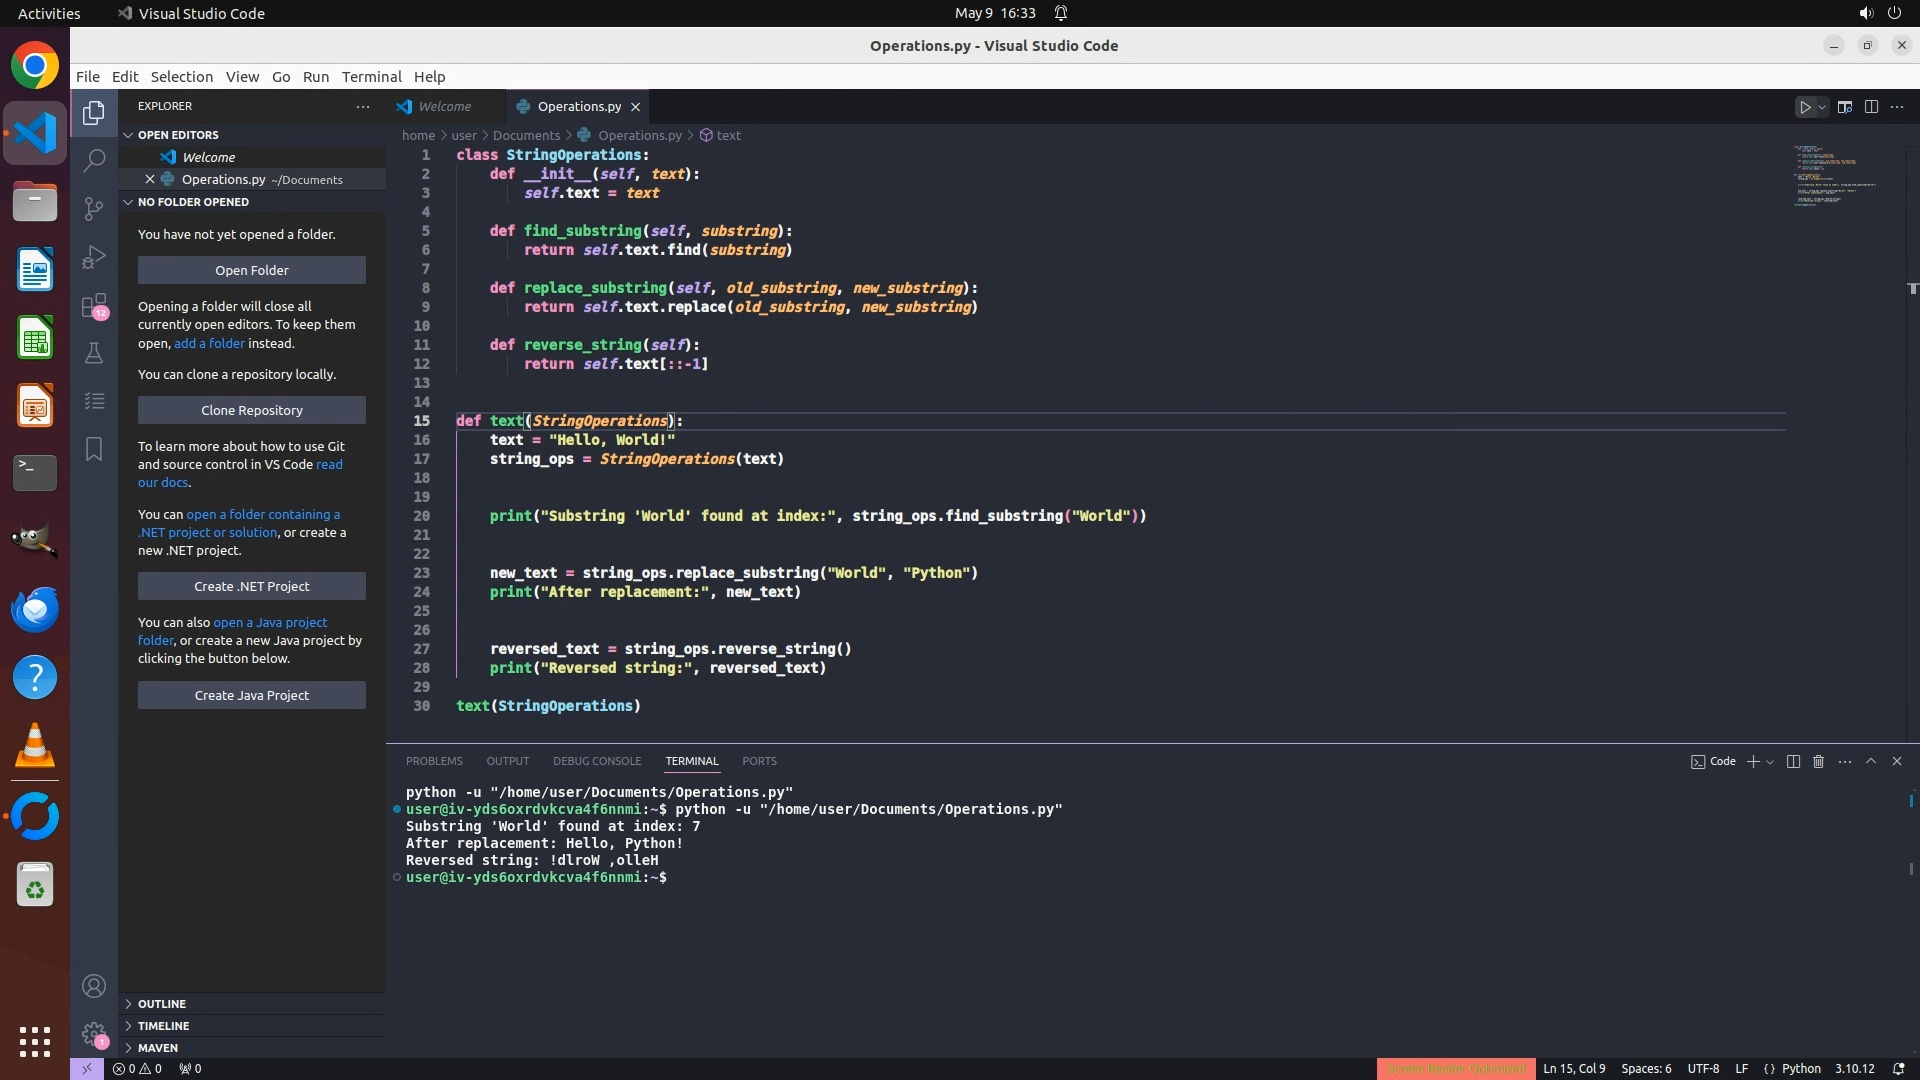 Activities
Visual Studio Code
May 9 16:33
Operations.py - Visual Studio Code
File Edit Selection View Go Run Terminal Help
EXPLORER
OPEN EDITORS
Welcome
Operations.py ~/Documents
NO FOLDER OPENED
You have not yet opened a folder.
Open Folder
Opening a folder will close all
currently open editors. To keep them
open, add a folder instead.
You can clone a repository locally.
Clone Repository
To learn more about how to use Git
and source control in VS Code read
our docs.
You can open a folder containing a
.NET project or solution, or create a
new .NET project.
Create .NET Project
You can also open a Java project
folder, or create a new Java project by
clicking the button below.
Create Java Project
OUTLINE
TIMELINE
MAVEN
12
1
Welcome
Operations.py
home > user > Documents > Operations.py > text
1 class StringOperations:
2 def __init__(self, text):
3 self.text = text
4
5 def find_substring(self, substring):
6 return self.text.find(substring)
7
8 def replace_substring(self, old_substring, new_substring):
9 return self.text.replace(old_substring, new_substring)
10
11 def reverse_string(self):
12 return self.text[::-1]
13
14
15 def text(StringOperations):
16 text = "Hello, World!"
17 string_ops = StringOperations(text)
18
19
20 print("Substring 'World' found at index:", string_ops.find_substring("World"))
21
22
23 new_text = string_ops.replace_substring("World", "Python")
24 print("After replacement:", new_text)
25
26
27 reversed_text = string_ops.reverse_string()
28 print("Reversed string:", reversed_text)
29
30 text(StringOperations)
PROBLEMS OUTPUT DEBUG CONSOLE TERMINAL PORTS
Code
python -u "/home/user/Documents/Operations.py"
user@iv-yds6oxrdvkcva4f6nnmi:~$ python -u "/home/user/Documents/Operations.py"
Substring 'World' found at index: 7
After replacement: Hello, Python!
Reversed string: !dlroW ,olleH
user@iv-yds6oxrdvkcva4f6nnmi:~$
0 0 0
Screen Reader Optimized
Ln 15, Col 9
Spaces: 6
UTF-8
LF
{ } Python
3.10.12